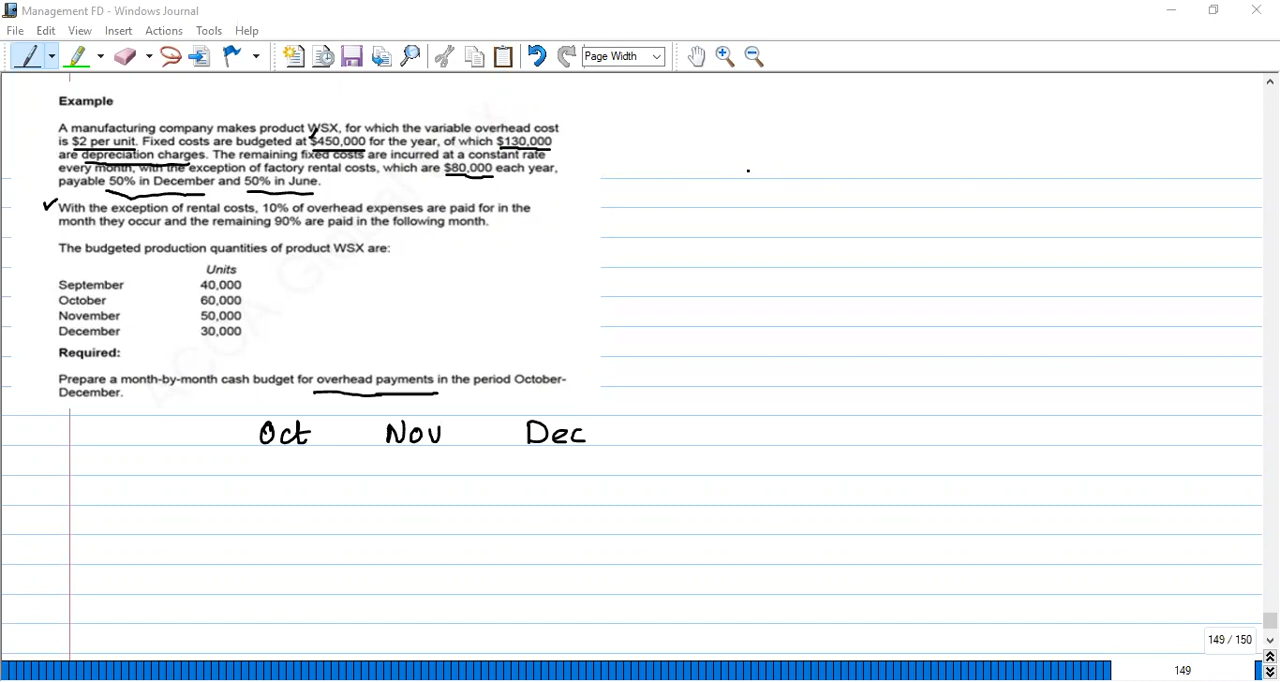 Management FD - Windows Journal
File Edit View Insert Actions Tools Help
Page Width
Example
A manufacturing company makes product WSX, for which the variable overhead cost
is $2 per unit. Fixed costs are budgeted at $450,000 for the year, of which $130,000
are depreciation charges. The remaining fixed costs are incurred at a constant rate
every month, with the exception of factory rental costs, which are $80,000 each year,
payable 50% in December and 50% in June.
With the exception of rental costs, 10% of overhead expenses are paid for in the
month they occur and the remaining 90% are paid in the following month.
The budgeted production quantities of product WSX are:
Units
September 40,000
October 60,000
November 50,000
December 30,000
Required:
Prepare a month-by-month cash budget for overhead payments in the period October-
December.
Oct Nov Dec
149 / 150
149